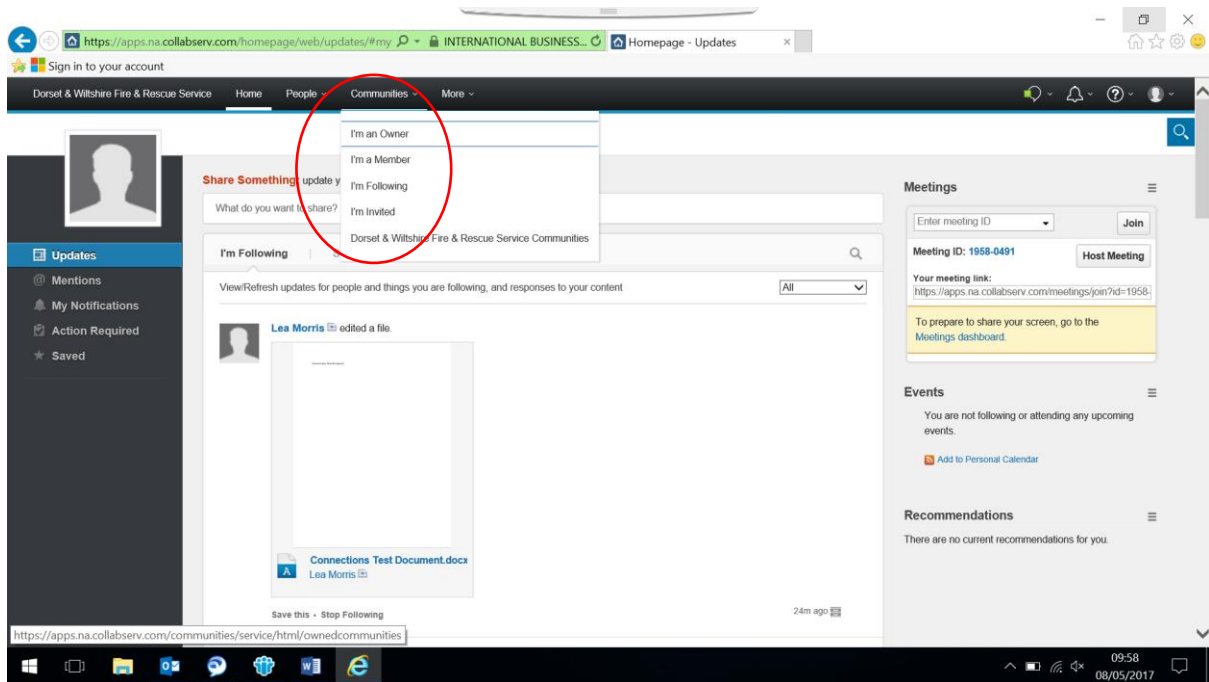 https://apps.na.collabserv.com/homepage/web/updates/#my INTERNATIONAL BUSINESS... Homepage - Updates
Sign in to your account
Dorset & Wiltshire Fire & Rescue Service Home People Communities More
I'm an Owner
I'm a Member
I'm Following
I'm Invited
Dorset & Wiltshire Fire & Rescue Service Communities
Share Something: update y
What do you want to share?
Updates
Mentions
My Notifications
Action Required
Saved
I'm Following
View/Refresh updates for people and things you are following, and responses to your content All
Lea Morris edited a file.
Connections Test Document.docx
Lea Morris
Save this • Stop Following 24m ago
Meetings
Enter meeting ID Join
Meeting ID: 1958-0491 Host Meeting
Your meeting link:
https://apps.na.collabserv.com/meetings/join?id=1958-
To prepare to share your screen, go to the
Meetings dashboard.
Events
You are not following or attending any upcoming
events.
Add to Personal Calendar
Recommendations
There are no current recommendations for you.
https://apps.na.collabserv.com/communities/service/html/ownedcommunities
09:58
08/05/2017